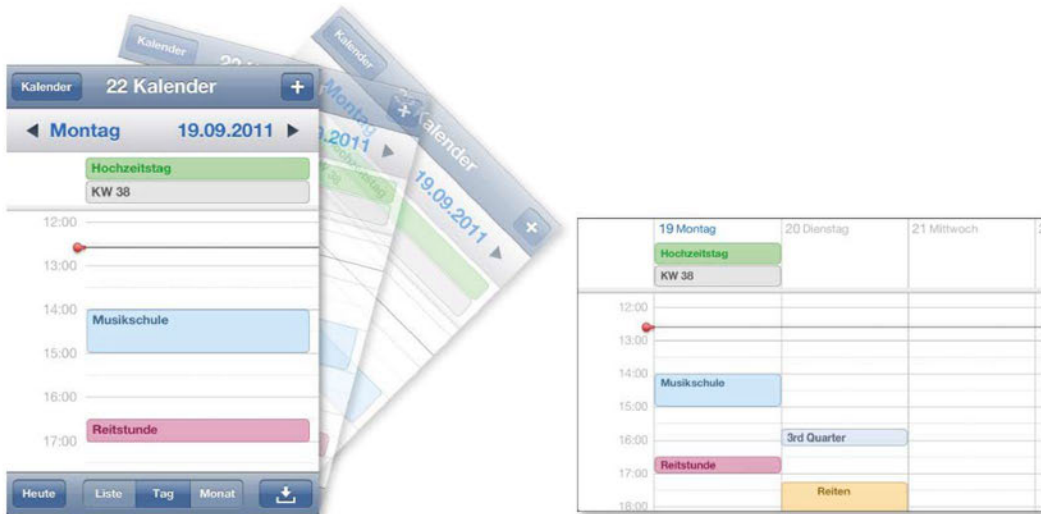 Kalender 22 Kalender +
Montag 19.09.2011
Hochzeitstag
KW 38
12:00
13:00
14:00
Musikschule
15:00
16:00
Reitstunde
17:00
Heute Liste Tag Monat
Kalender
Montag
.2011
Kalender
Kalender
19.09.2011
19 Montag 20 Dienstag 21 Mittwoch
Hochzeitstag
KW 38
12:00
13:00
14:00
Musikschule
15:00
16:00 3rd Quarter
Reitstunde
17:00
Reiten
18:00